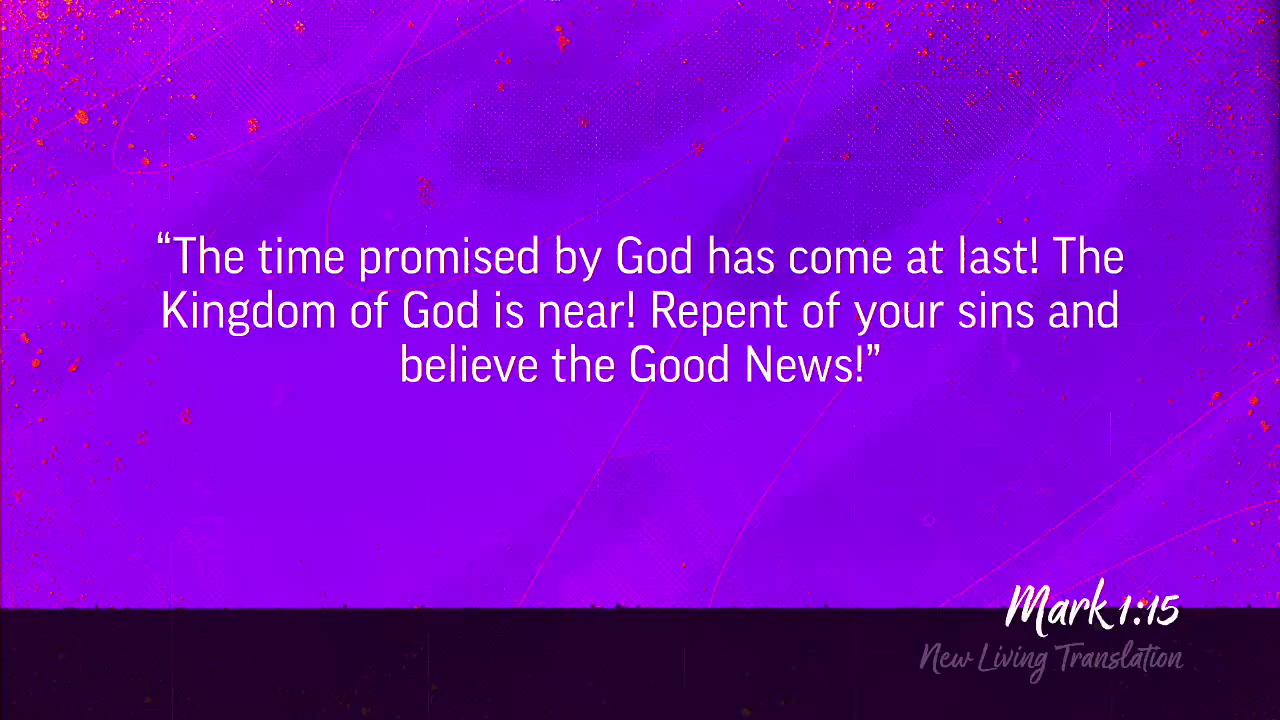 “The time promised by God has come at last! The
Kingdom of God is near! Repent of your sins and
believe the Good News!”
Mark 1:15
New Living Translation